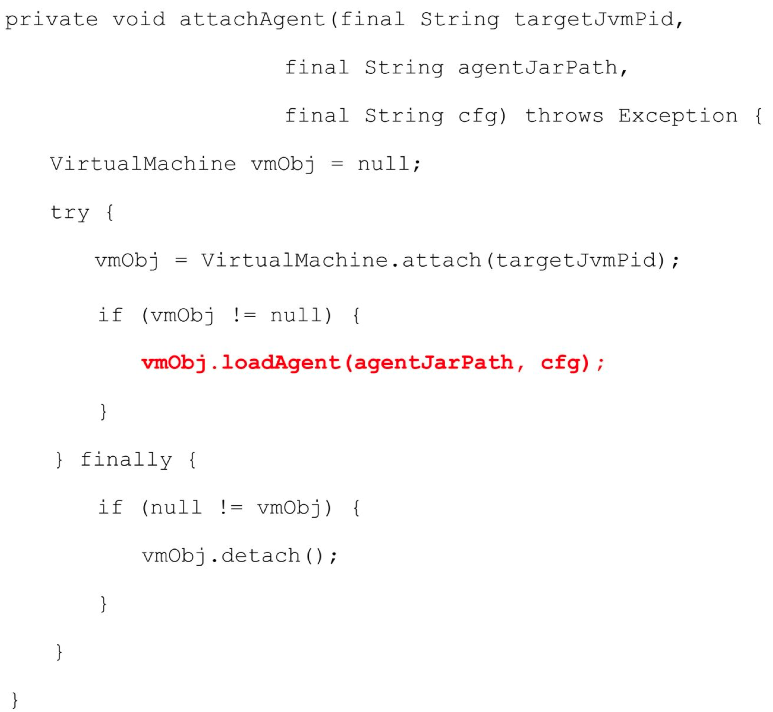 private void attachAgent(final String targetJvmPid,
final String agentJarPath,
final String cfg) throws Exception {
VirtualMachine vmObj = null;
try {
vmObj = VirtualMachine.attach(targetJvmPid);
if (vmObj != null) {
vmObj.loadAgent(agentJarPath, cfg);
}
} finally {
if (null != vmObj) {
vmObj.detach();
}
}
}